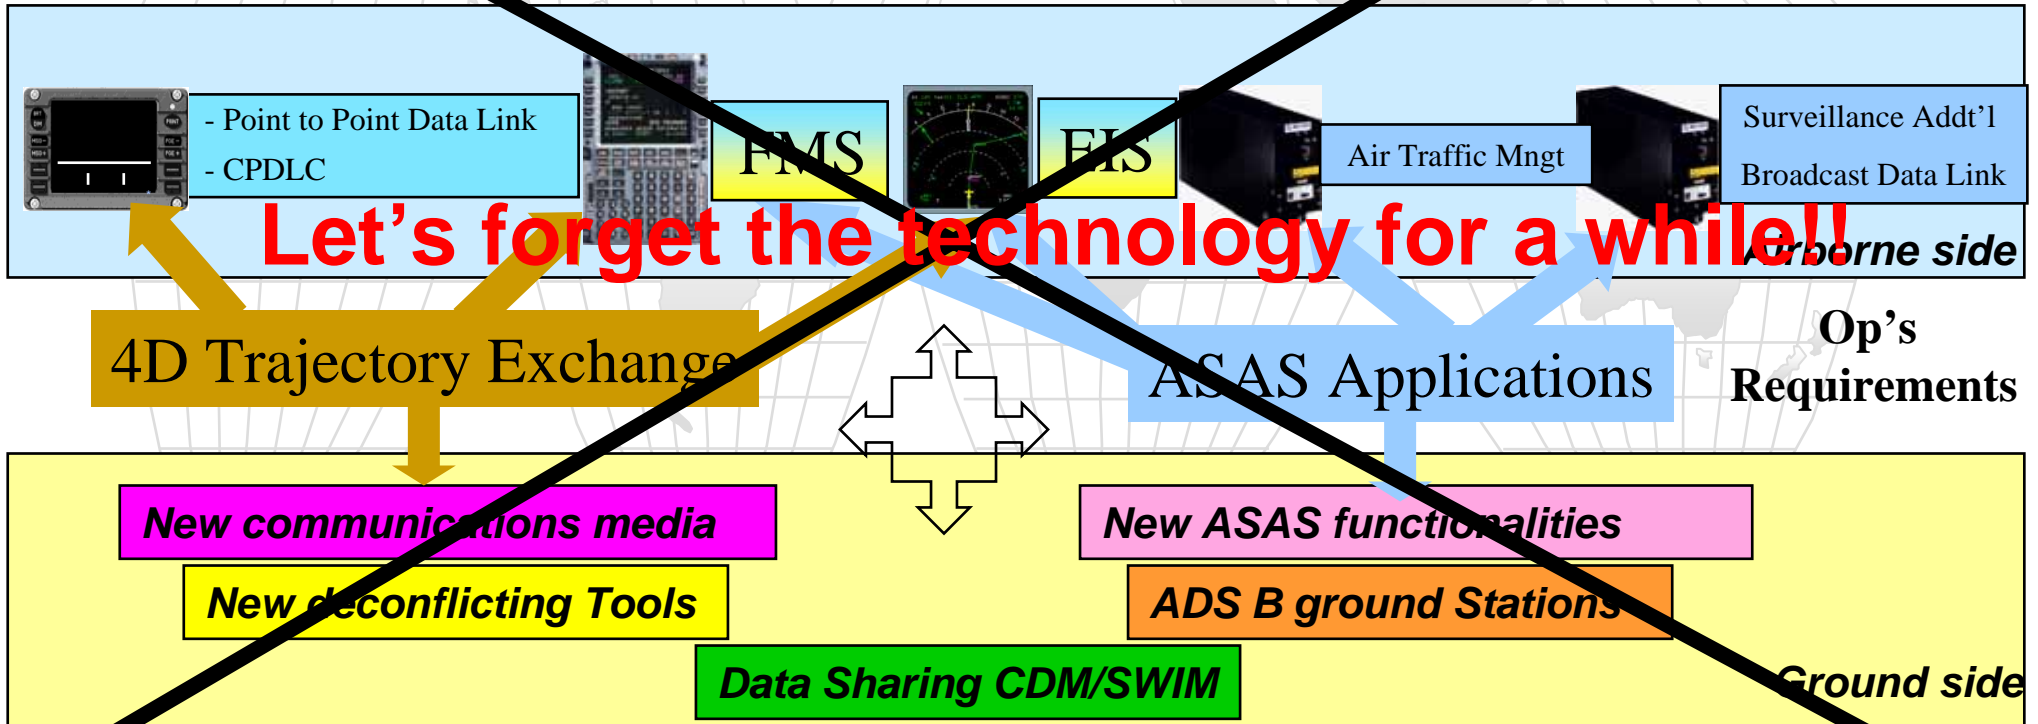 - Point to Point Data Link
- CPDLC
FMS
EIS
Air Traffic Mngt
Surveillance Addt'l
Broadcast Data Link
Let's forget the technology for a while!!
Airborne side
4D Trajectory Exchange
ASAS Applications
Op's
Requirements
New communications media
New ASAS functionalities
New deconflicting Tools
ADS B ground Stations
Data Sharing CDM/SWIM
Ground side